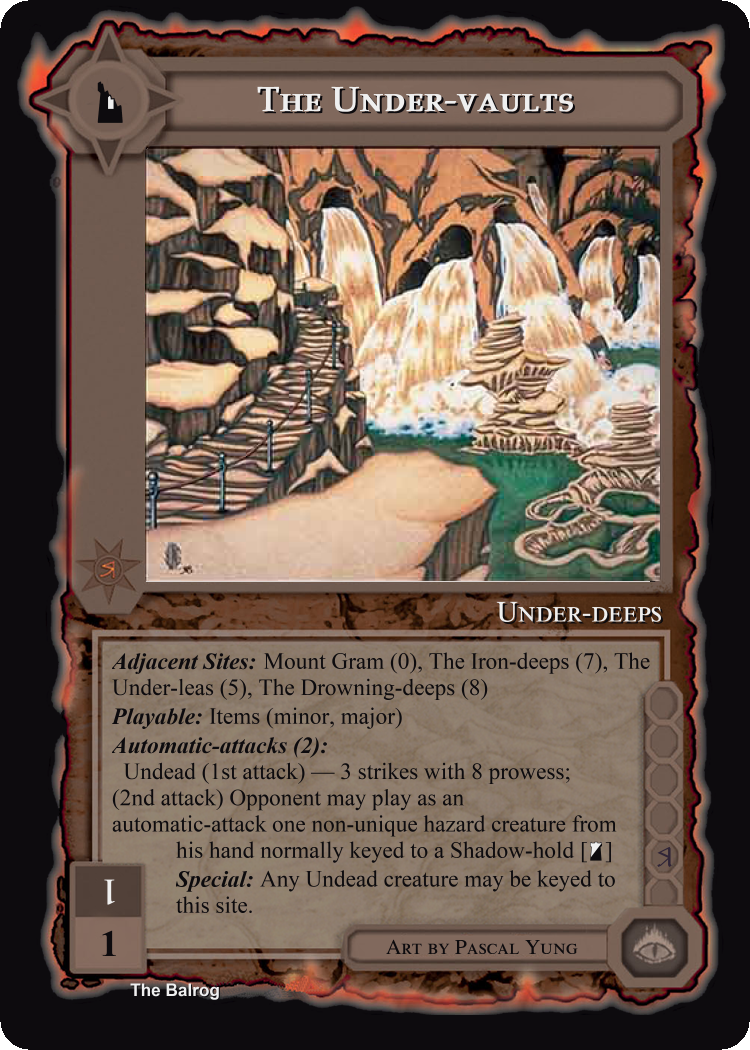 The Under-vaults
Under-deeps
Adjacent Sites: Mount Gram (0), The Iron-deeps (7), The
Under-leas (5), The Drowning-deeps (8)
Playable: Items (minor, major)
Automatic-attacks (2):
Undead (1st attack) — 3 strikes with 8 prowess;
(2nd attack) Opponent may play as an
automatic-attack one non-unique hazard creature from
his hand normally keyed to a Shadow-hold []
Special: Any Undead creature may be keyed to
this site.
1
1
Art by Pascal Yung
The Balrog